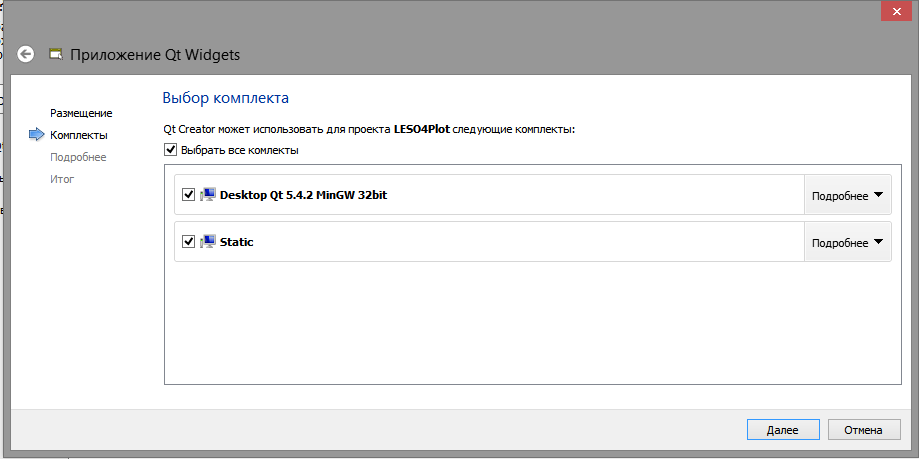 Приложение Qt Widgets
Размещение
Комплекты
Подробнее
Итог
Выбор комплекта
Qt Creator может использовать для проекта LESO4Plot следующие комплекты:
Выбрать все комлекты
Desktop Qt 5.4.2 MinGW 32bit
Подробнее
Static
Подробнее
Далее
Отмена